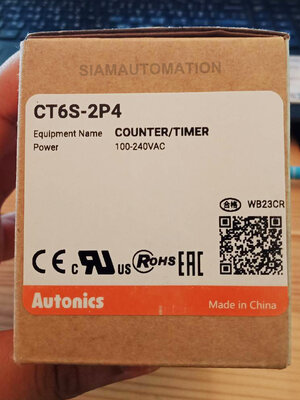 SIAMAUTOMATION
CT6S-2P4
Equipment Name COUNTER/TIMER
Power 100-240VAC
合格 WB23CR
CE c RU US RoHS EAC
Autonics Made in China